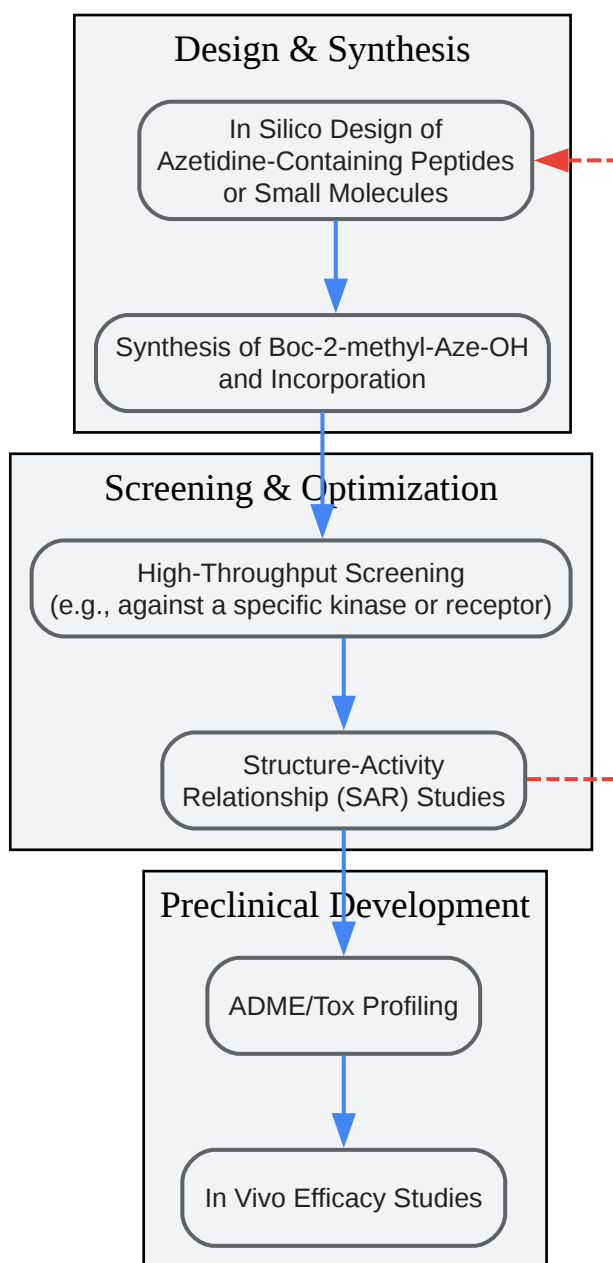 Design & Synthesis
In Silico Design of
Azetidine-Containing Peptides
or Small Molecules
Synthesis of Boc-2-methyl-Aze-OH
and Incorporation
Screening & Optimization
High-Throughput Screening
(e.g., against a specific kinase or receptor)
Structure-Activity
Relationship (SAR) Studies
Preclinical Development
ADME/Tox Profiling
In Vivo Efficacy Studies